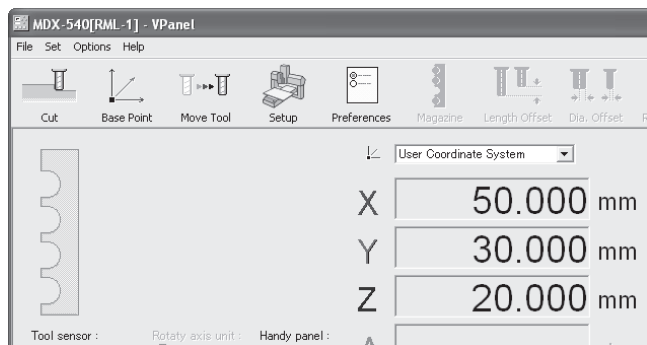 MDX-540[RML-1] - VPanel
File Set Options Help
Cut Base Point Move Tool Setup Preferences Magazine Length Offset Dia. Offset
User Coordinate System
X 50.000 mm
Y 30.000 mm
Z 20.000 mm
Tool sensor : Rotaty axis unit : Handy panel :